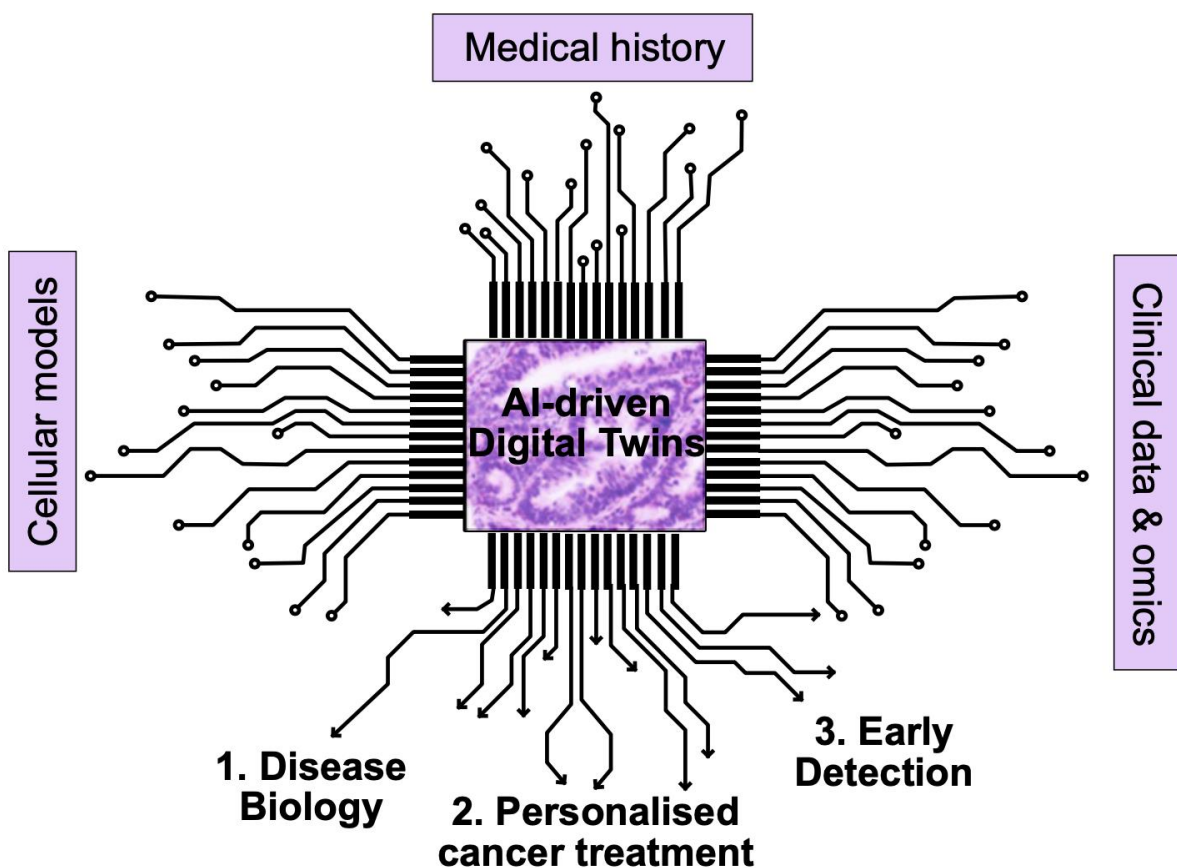 Medical history
Cellular models
Clinical data & omics
AI-driven
Digital Twins
1. Disease
Biology
2. Personalised
cancer treatment
3. Early
Detection